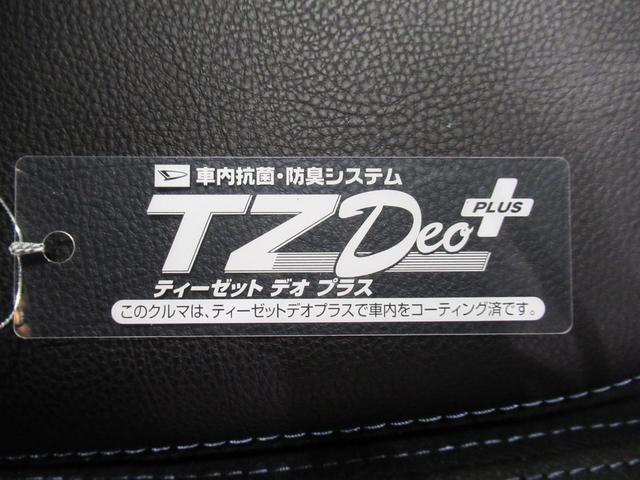 車内抗菌・防臭システム
TZ Deo PLUS
ティーゼット デオ プラス
このクルマは、ティーゼットデオプラスで車内をコーティング済です。